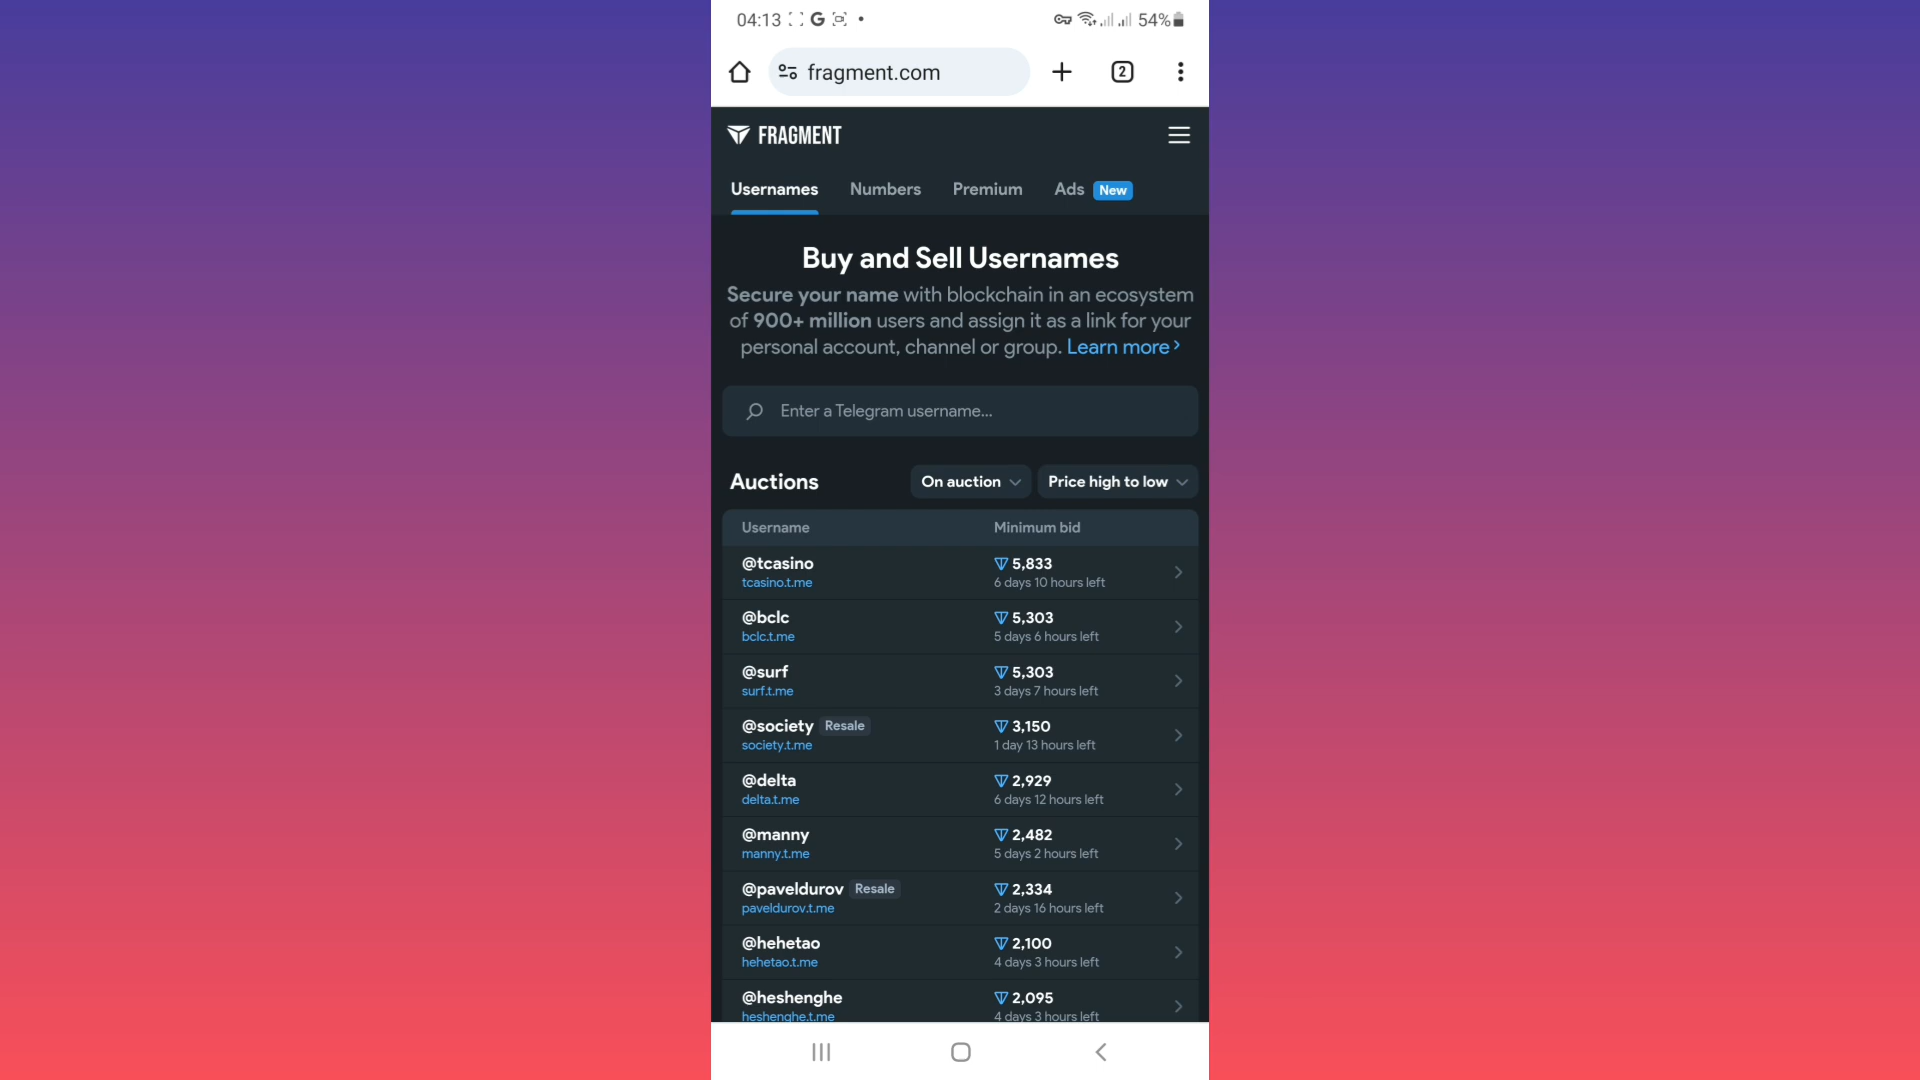 04:13 G 54%
fragment.com 2
FRAGMENT
Usernames Numbers Premium Ads New
Buy and Sell Usernames
Secure your name with blockchain in an ecosystem
of 900+ million users and assign it as a link for your
personal account, channel or group. Learn more
Enter a Telegram username...
Auctions On auction Price high to low
Username Minimum bid
@tcasino 5,833
tcasino.t.me 6 days 10 hours left
@bclc 5,303
bclc.t.me 5 days 6 hours left
@surf 5,303
surf.t.me 3 days 7 hours left
@society Resale 3,150
society.t.me 1 day 13 hours left
@delta 2,929
delta.t.me 6 days 12 hours left
@manny 2,482
manny.t.me 5 days 2 hours left
@paveldurov Resale 2,334
paveldurov.t.me 2 days 16 hours left
@hehetao 2,100
hehetao.t.me 4 days 3 hours left
@heshenghe 2,095
heshenghe.t.me 4 days 3 hours left